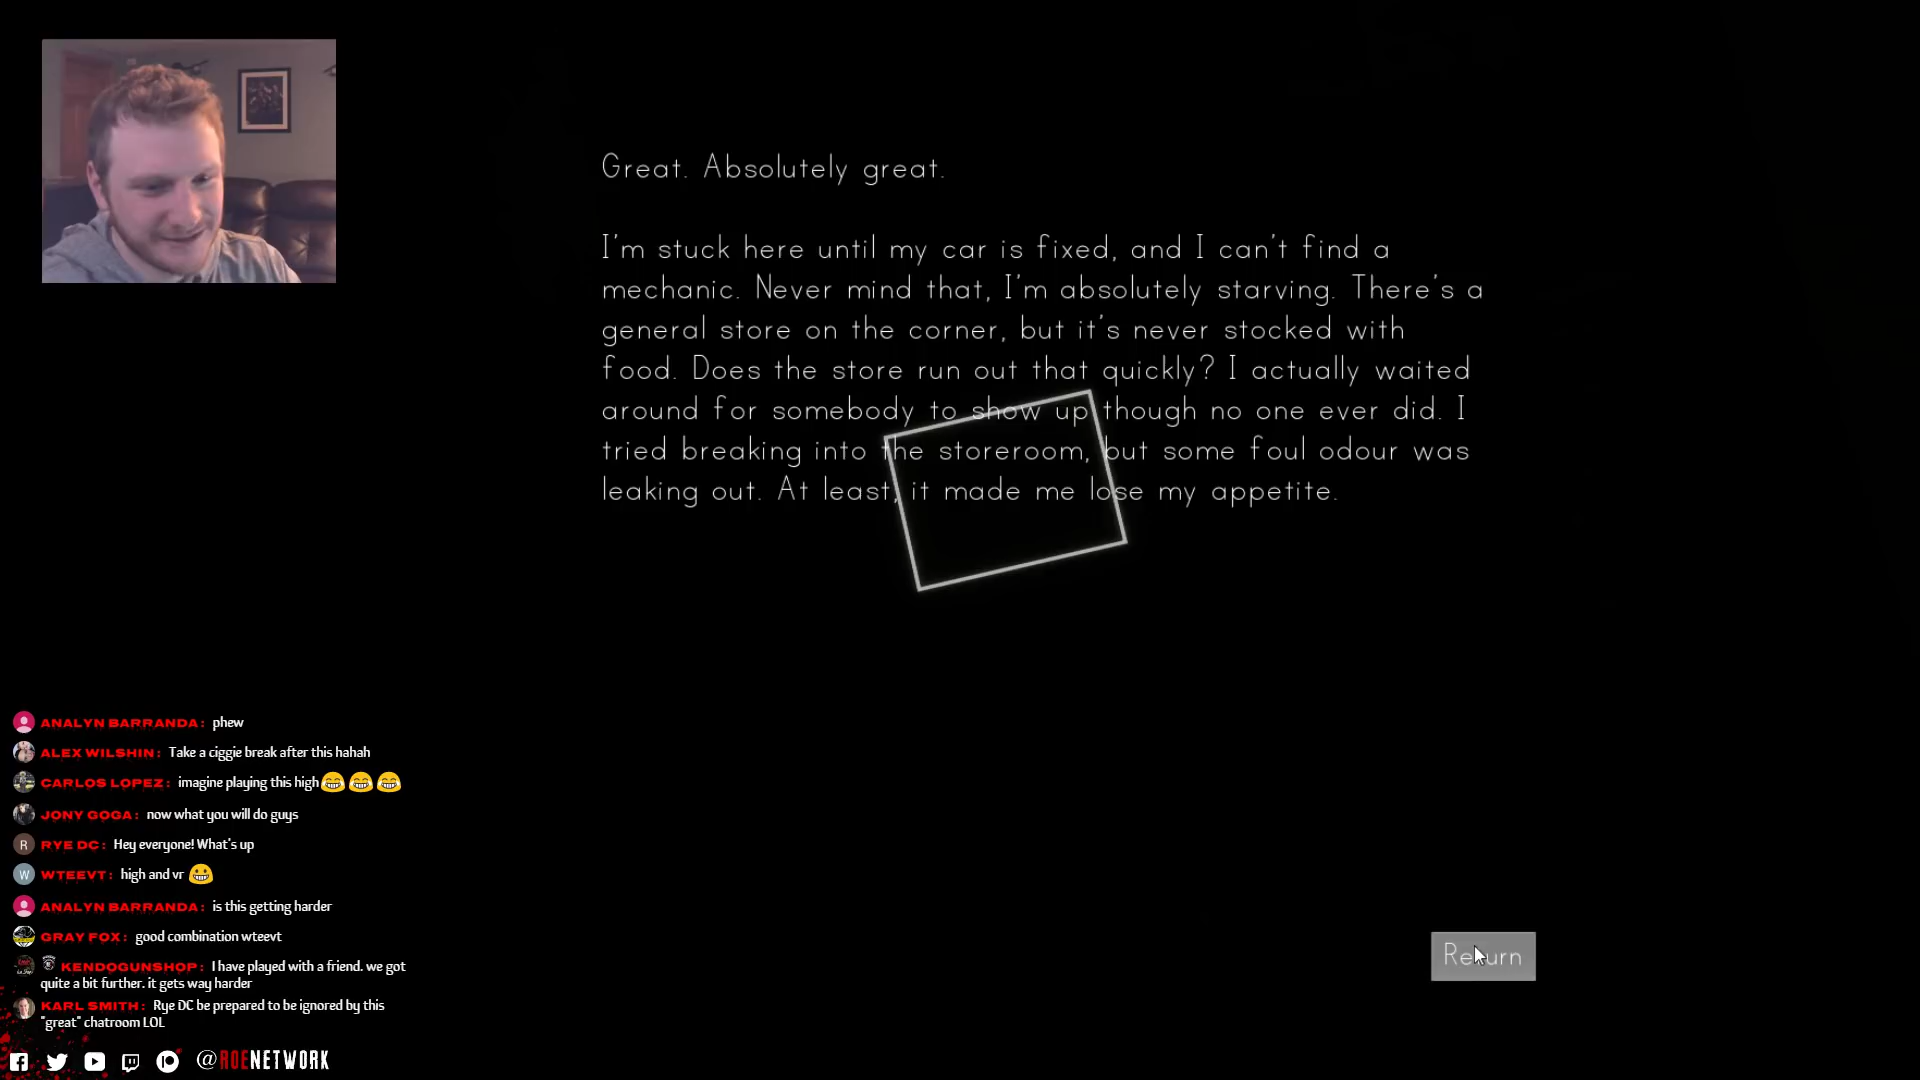 Great. Absolutely great.
I'm stuck here until my car is fixed, and I can't find a
mechanic. Never mind that, I'm absolutely starving. There's a
general store on the corner, but it's never stocked with
food. Does the store run out that quickly? I actually waited
around for somebody to show up though no one ever did. I
tried breaking into the storeroom, but some foul odour was
leaking out. At least, it made me lose my appetite.
Return
ANALYN BARRANDA: phew
ALEX WILSHIN: Take a ciggie break after this hahah
CARLOS LOPEZ: imagine playing this high😂😂😂
JONY GOGA: now what you will do guys
R RYE DC: Hey everyone! What's up
W WTEEVT: high and vr 😀
ANALYN BARRANDA: is this getting harder
GRAY FOX: good combination wteevt
KENDOGUNSHOP: I have played with a friend. we got
quite a bit further. it gets way harder
KARL SMITH: Rye DC be prepared to be ignored by this
"great" chatroom LOL
@ROENETWORK